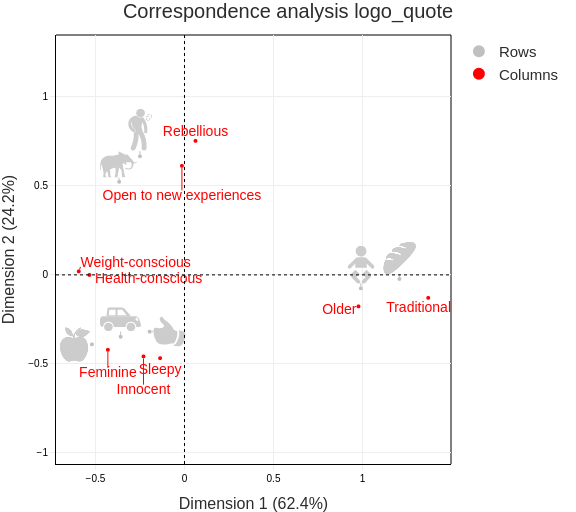 Correspondence analysis logo_quote
Rows
Columns
Rebellious
Open to new experiences
Weight-conscious
Health-conscious
Older
Traditional
Feminine
Sleepy
Innocent
1
0.5
0
−0.5
−1
−0.5
0
0.5
1
Dimension 2 (24.2%)
Dimension 1 (62.4%)